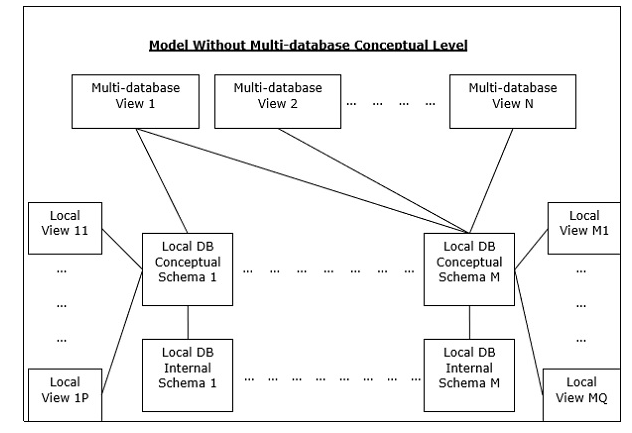 Model Without Multi-database Conceptual Level
Multi-database
View 1
Multi-database
View 2
... ... ... ...
Multi-database
View N
Local
View 11
Local
View M1
Local DB
Conceptual
Schema 1
... ... ... ... ... ... ...
Local DB
Conceptual
Schema M
...
...
...
...
...
...
Local DB
Internal
Schema 1
... ... ... ... ... ... ... ...
Local DB
Internal
Schema M
Local
View 1P
Local
View MQ